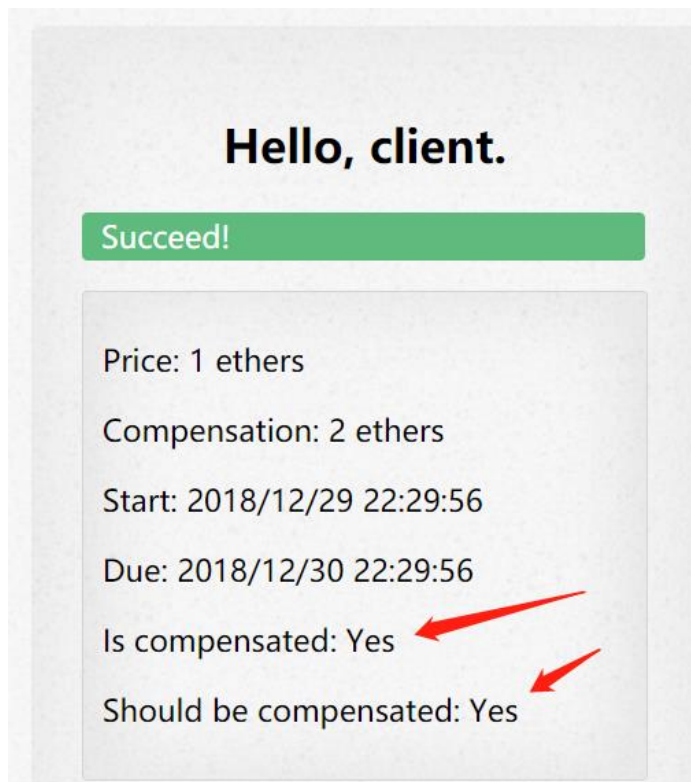 Hello, client.
Succeed!
Price: 1 ethers
Compensation: 2 ethers
Start: 2018/12/29 22:29:56
Due: 2018/12/30 22:29:56
Is compensated: Yes
Should be compensated: Yes